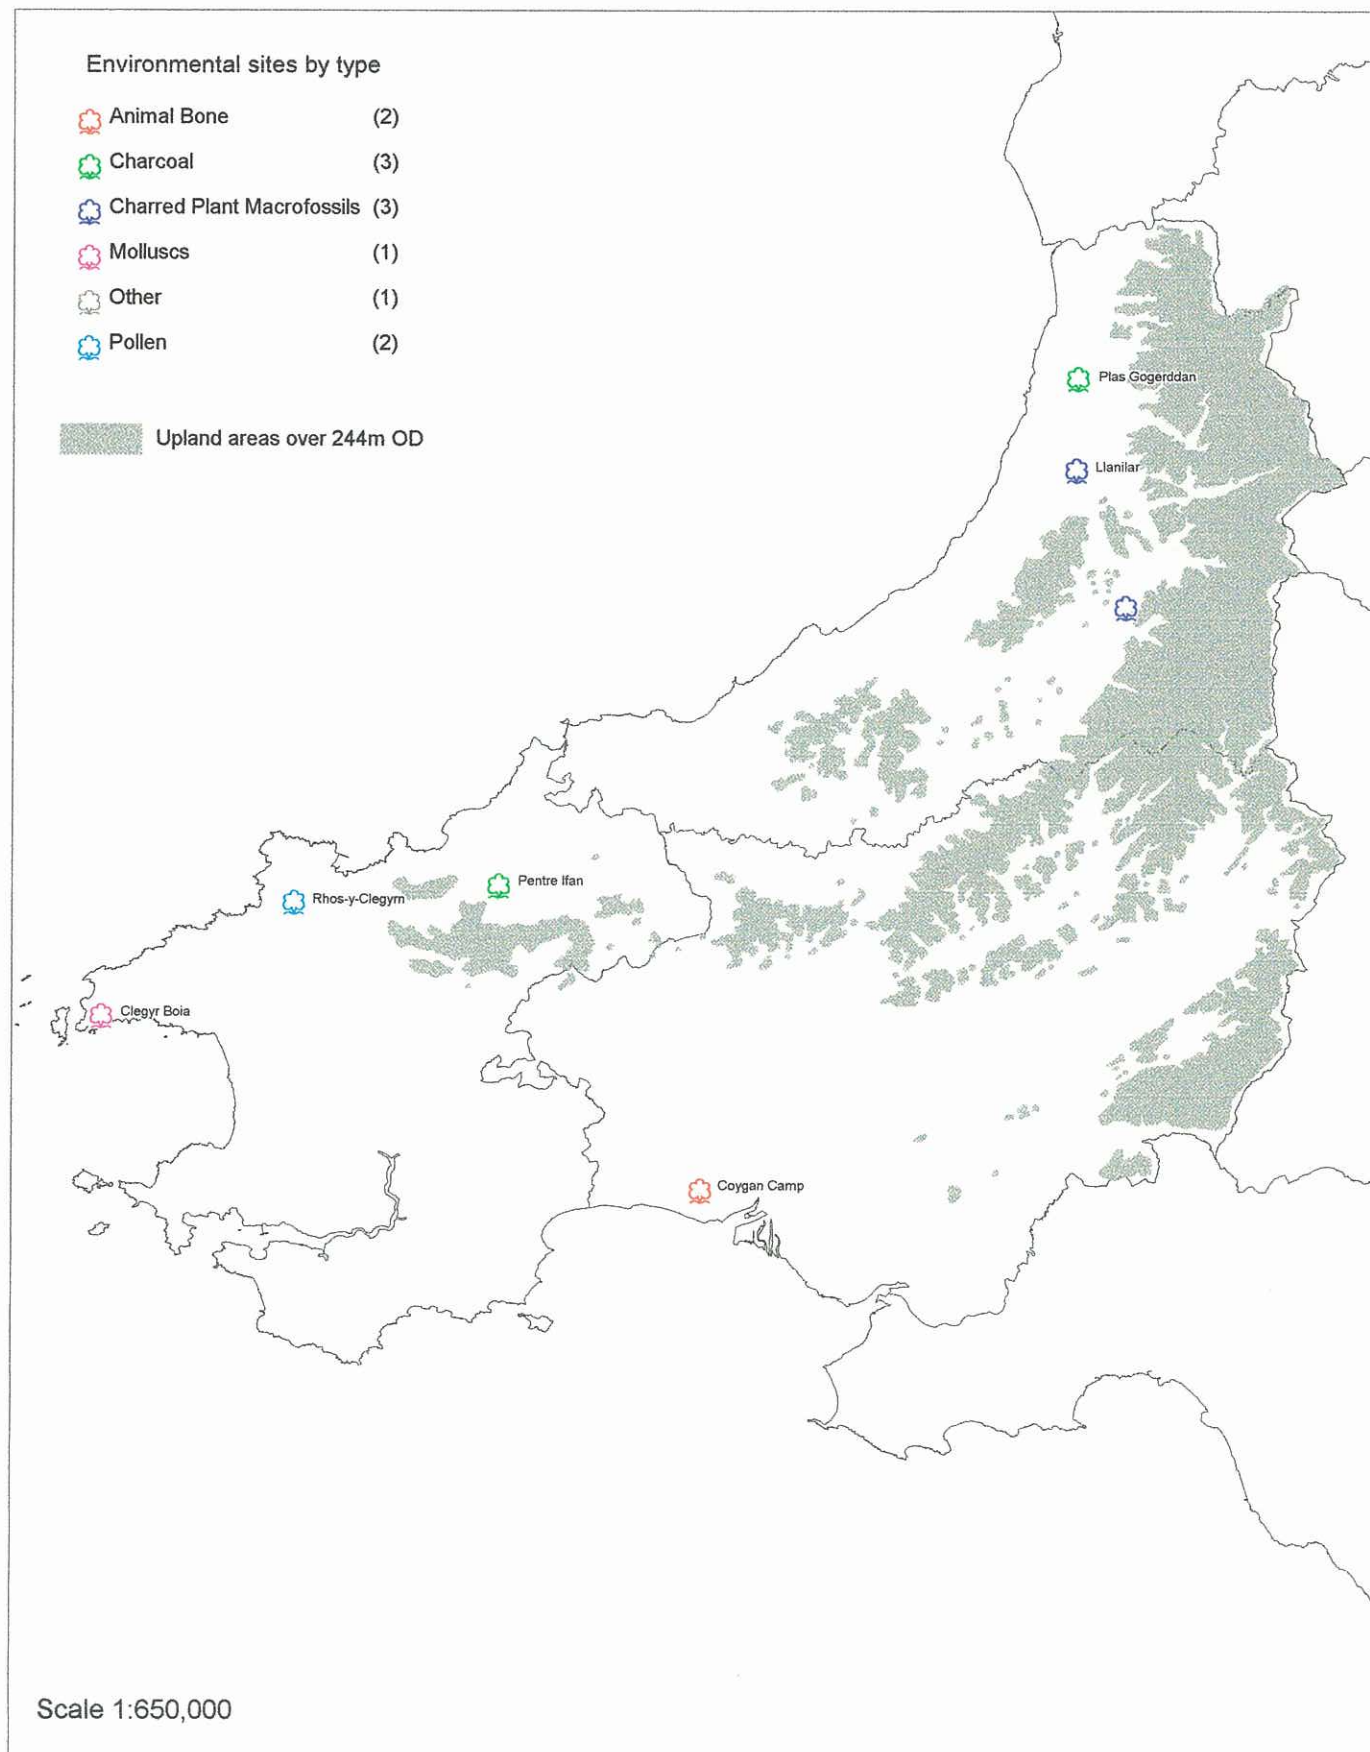 Environmental sites by type
Animal Bone (2)
Charcoal (3)
Charred Plant Macrofossils (3)
Molluscs (1)
Other (1)
Pollen (2)
Upland areas over 244m OD
Plas Gogerddan
Llanilar
Pentre Ifan
Rhos-y-Clegyrn
Clegyr Boia
Coygan Camp
Scale 1:650,000